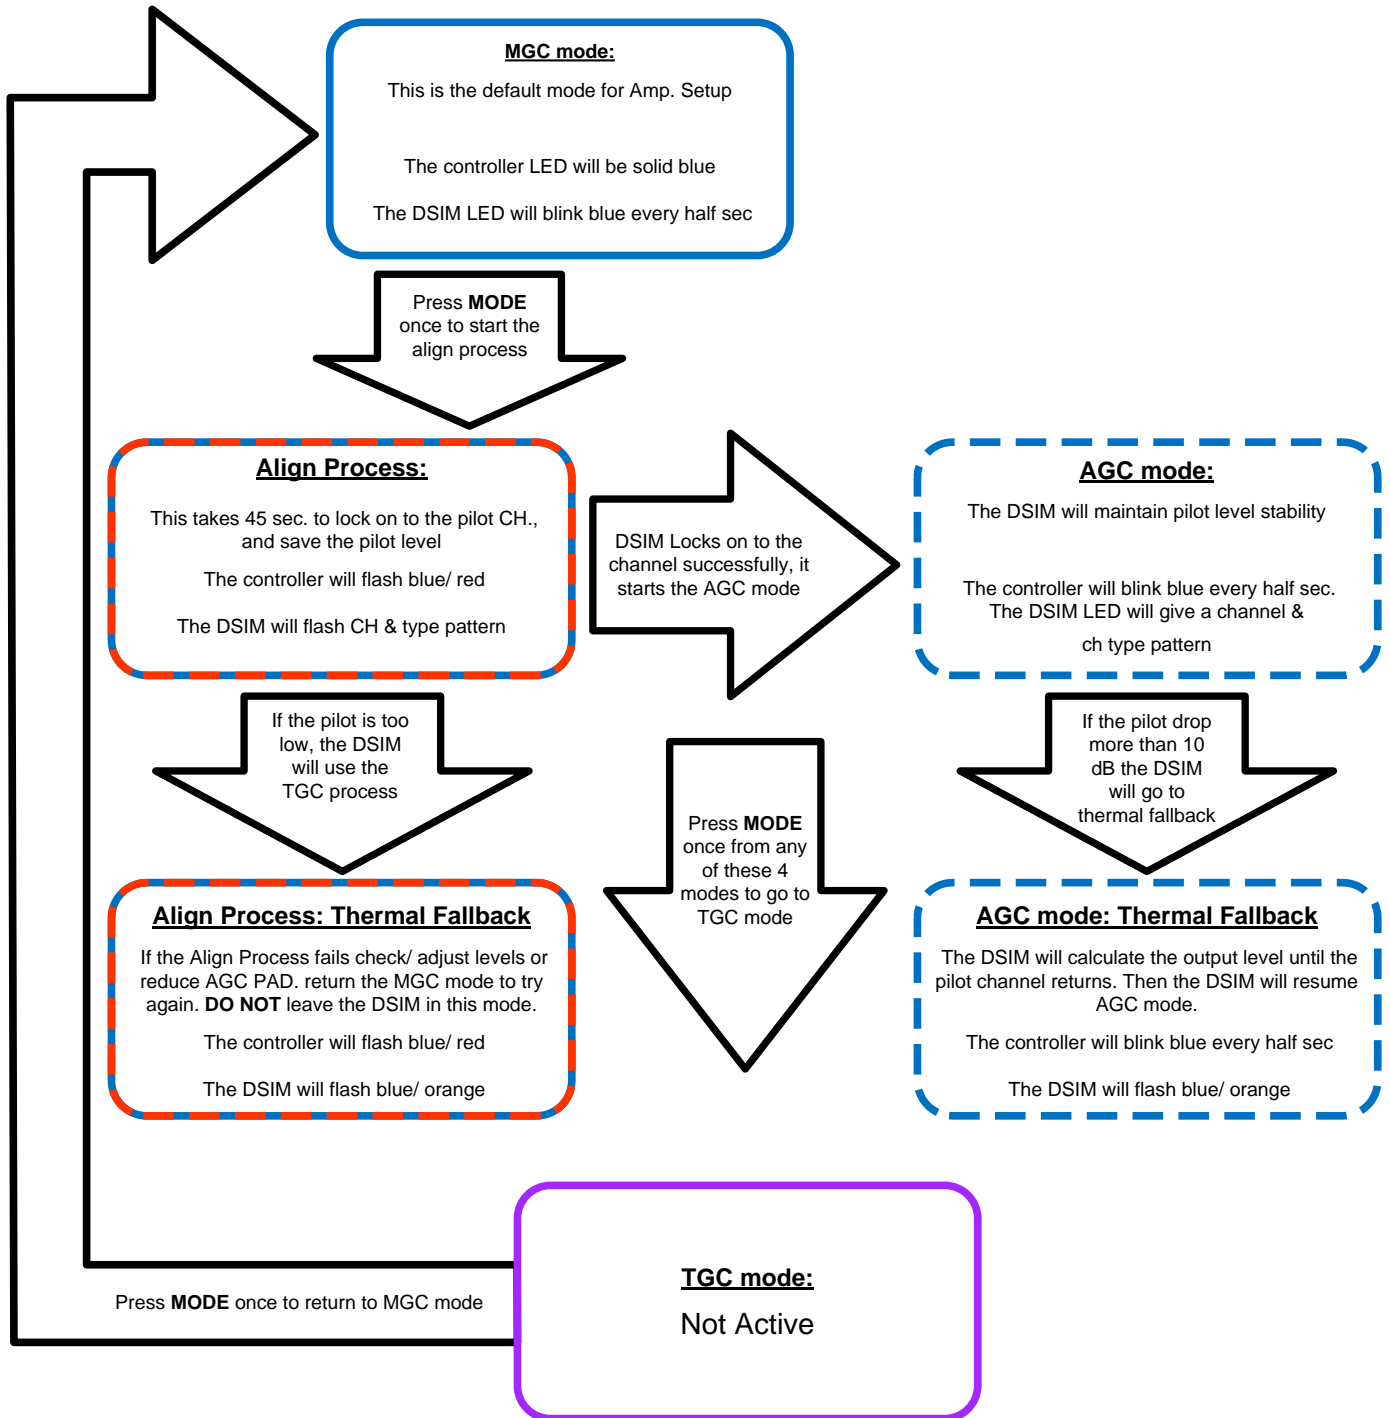 MGC mode:
This is the default mode for Amp. Setup
The controller LED will be solid blue
The DSIM LED will blink blue every half sec
Press MODE
once to start the
align process
Align Process:
This takes 45 sec. to lock on to the pilot CH.,
and save the pilot level
The controller will flash blue/ red
The DSIM will flash CH & type pattern
DSIM Locks on to the
channel successfully, it
starts the AGC mode
AGC mode:
The DSIM will maintain pilot level stability
The controller will blink blue every half sec.
The DSIM LED will give a channel &
ch type pattern
If the pilot is too
low, the DSIM
will use the
TGC process
Press MODE
once from any
of these 4
modes to go to
TGC mode
If the pilot drop
more than 10
dB the DSIM
will go to
thermal fallback
Align Process: Thermal Fallback
If the Align Process fails check/ adjust levels or
reduce AGC PAD. return the MGC mode to try
again. DO NOT leave the DSIM in this mode.
The controller will flash blue/ red
The DSIM will flash blue/ orange
AGC mode: Thermal Fallback
The DSIM will calculate the output level until the
pilot channel returns. Then the DSIM will resume
AGC mode.
The controller will blink blue every half sec
The DSIM will flash blue/ orange
Press MODE once to return to MGC mode
TGC mode:
Not Active